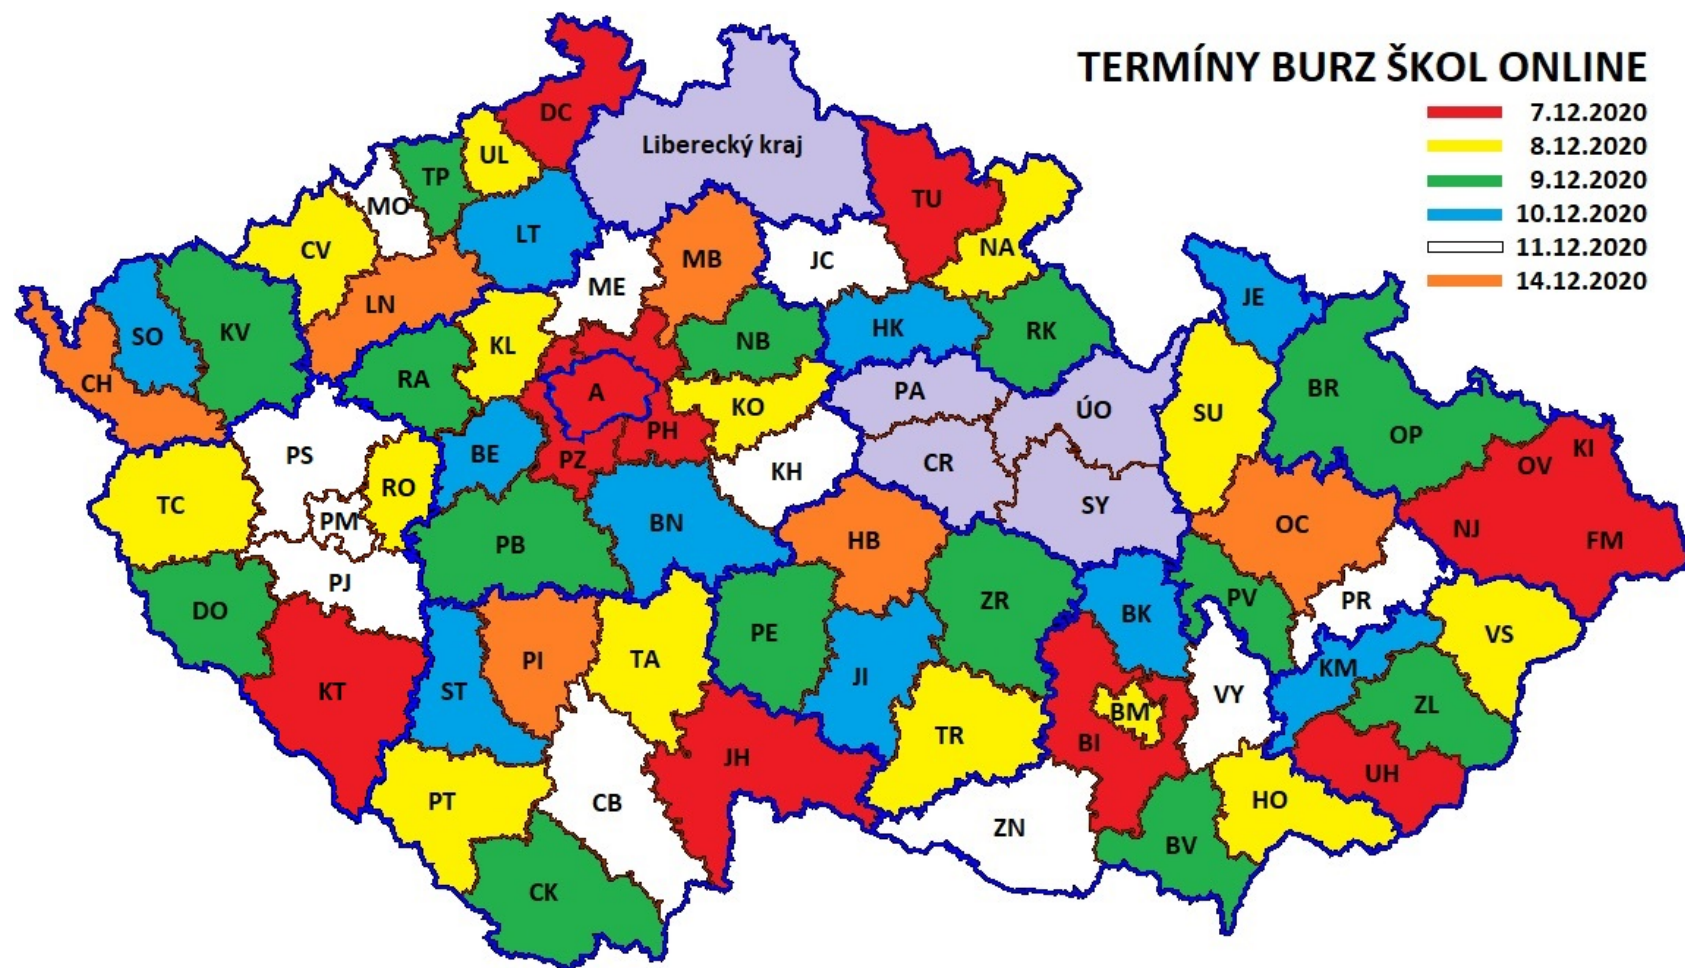 TERMÍNY BURZ ŠKOL ONLINE
7.12.2020
8.12.2020
9.12.2020
10.12.2020
11.12.2020
14.12.2020
DC
Liberecký kraj
UL
TP
MO
TU
LT
NA
CV
MB
JC
ME
LN
JE
SO
KV
HK
RK
NB
KL
CH
RA
A
KO
PA
ÚO
SU
BR
PH
OP
KI
OV
PS
BE
PZ
KH
CR
RO
TC
PM
BN
SY
OC
NJ
FM
PB
HB
PJ
DO
ZR
BK
PV
PR
PE
VS
PI
TA
KT
ST
JI
KM
VY
ZL
BM
TR
BI
JH
UH
PT
CB
HO
ZN
BV
CK